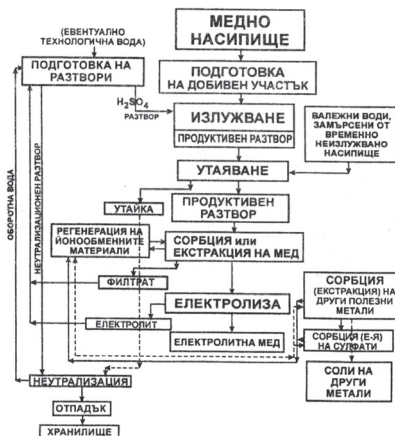 (ЕВЕНТУАЛНО
ТЕХНОЛОГИЧНА ВОДА)
МЕДНО
НАСИПИЩЕ
ПОДГОТОВКА НА
РАЗТВОРИ
ПОДГОТОВКА
НА ДОБИВЕН УЧАСТЪК
H₂SO₄
РАЗТВОР
ИЗЛУЖВАНЕ
ПРОДУКТИВЕН РАЗТВОР
ВАЛЕЖНИ ВОДИ,
ЗАМЪРСЕНИ ОТ
ВРЕМЕННО
НЕИЗЛУЖВАНО
НАСИПИЩЕ
УТАЯВАНЕ
УТАЙКА
ПРОДУКТИВЕН
РАЗТВОР
ОБОРОТНА ВОДА
НЕУТРАЛИЗАЦИОНЕН РАЗТВОР
РЕГЕНЕРАЦИЯ НА
ЙОНООБМЕННИТЕ
МАТЕРИАЛИ
СОРБЦИЯ или
ЕКСТРАКЦИЯ НА МЕД
ФИЛТРАТ
СОРБЦИЯ
(ЕКСТРАКЦИЯ) НА
ДРУГИ ПОЛЕЗНИ
МЕТАЛИ
ЕЛЕКТРОЛИЗА
ЕЛЕКТРОЛИТ
ЕЛЕКТРОЛИТНА МЕД
СОРБЦИЯ (Е-Я)
НА СУЛФАТИ
СОЛИ НА
ДРУГИ
МЕТАЛИ
НЕУТРАЛИЗАЦИЯ
ОТПАДЪК
ХРАНИЛИЩЕ